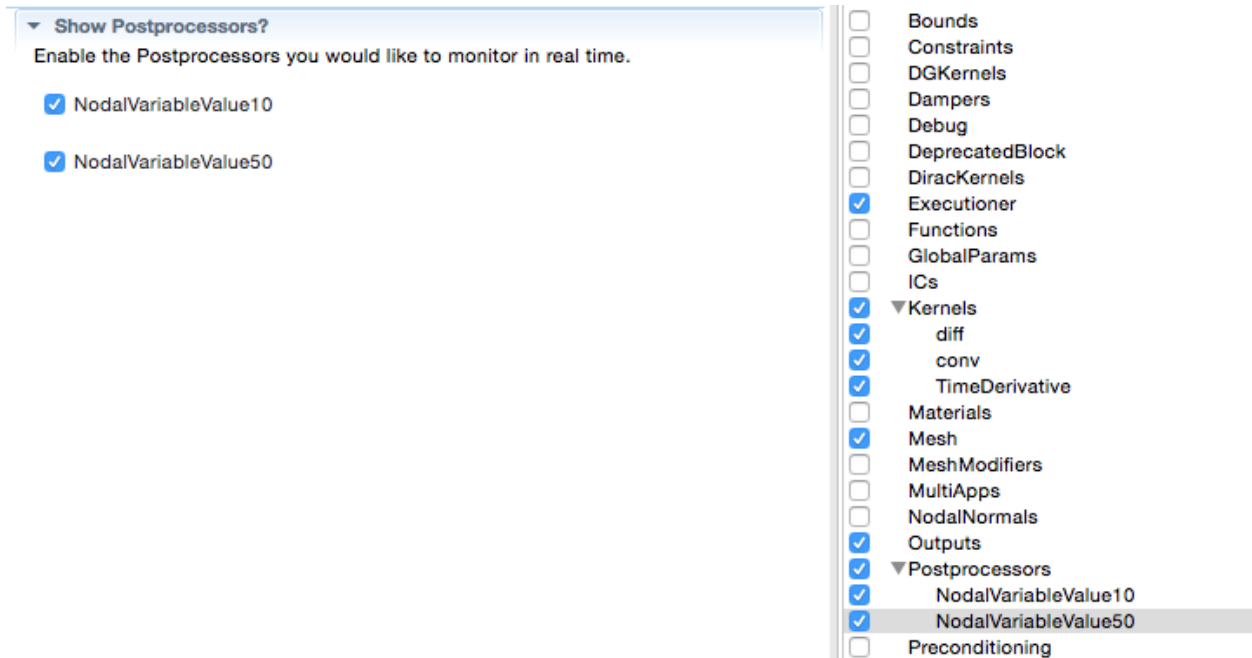 Show Postprocessors?
Enable the Postprocessors you would like to monitor in real time.
NodalVariableValue10
NodalVariableValue50
Bounds
Constraints
DGKernels
Dampers
Debug
DeprecatedBlock
DiracKernels
Executioner
Functions
GlobalParams
ICs
Kernels
diff
conv
TimeDerivative
Materials
Mesh
MeshModifiers
MultiApps
NodalNormals
Outputs
Postprocessors
NodalVariableValue10
NodalVariableValue50
Preconditioning